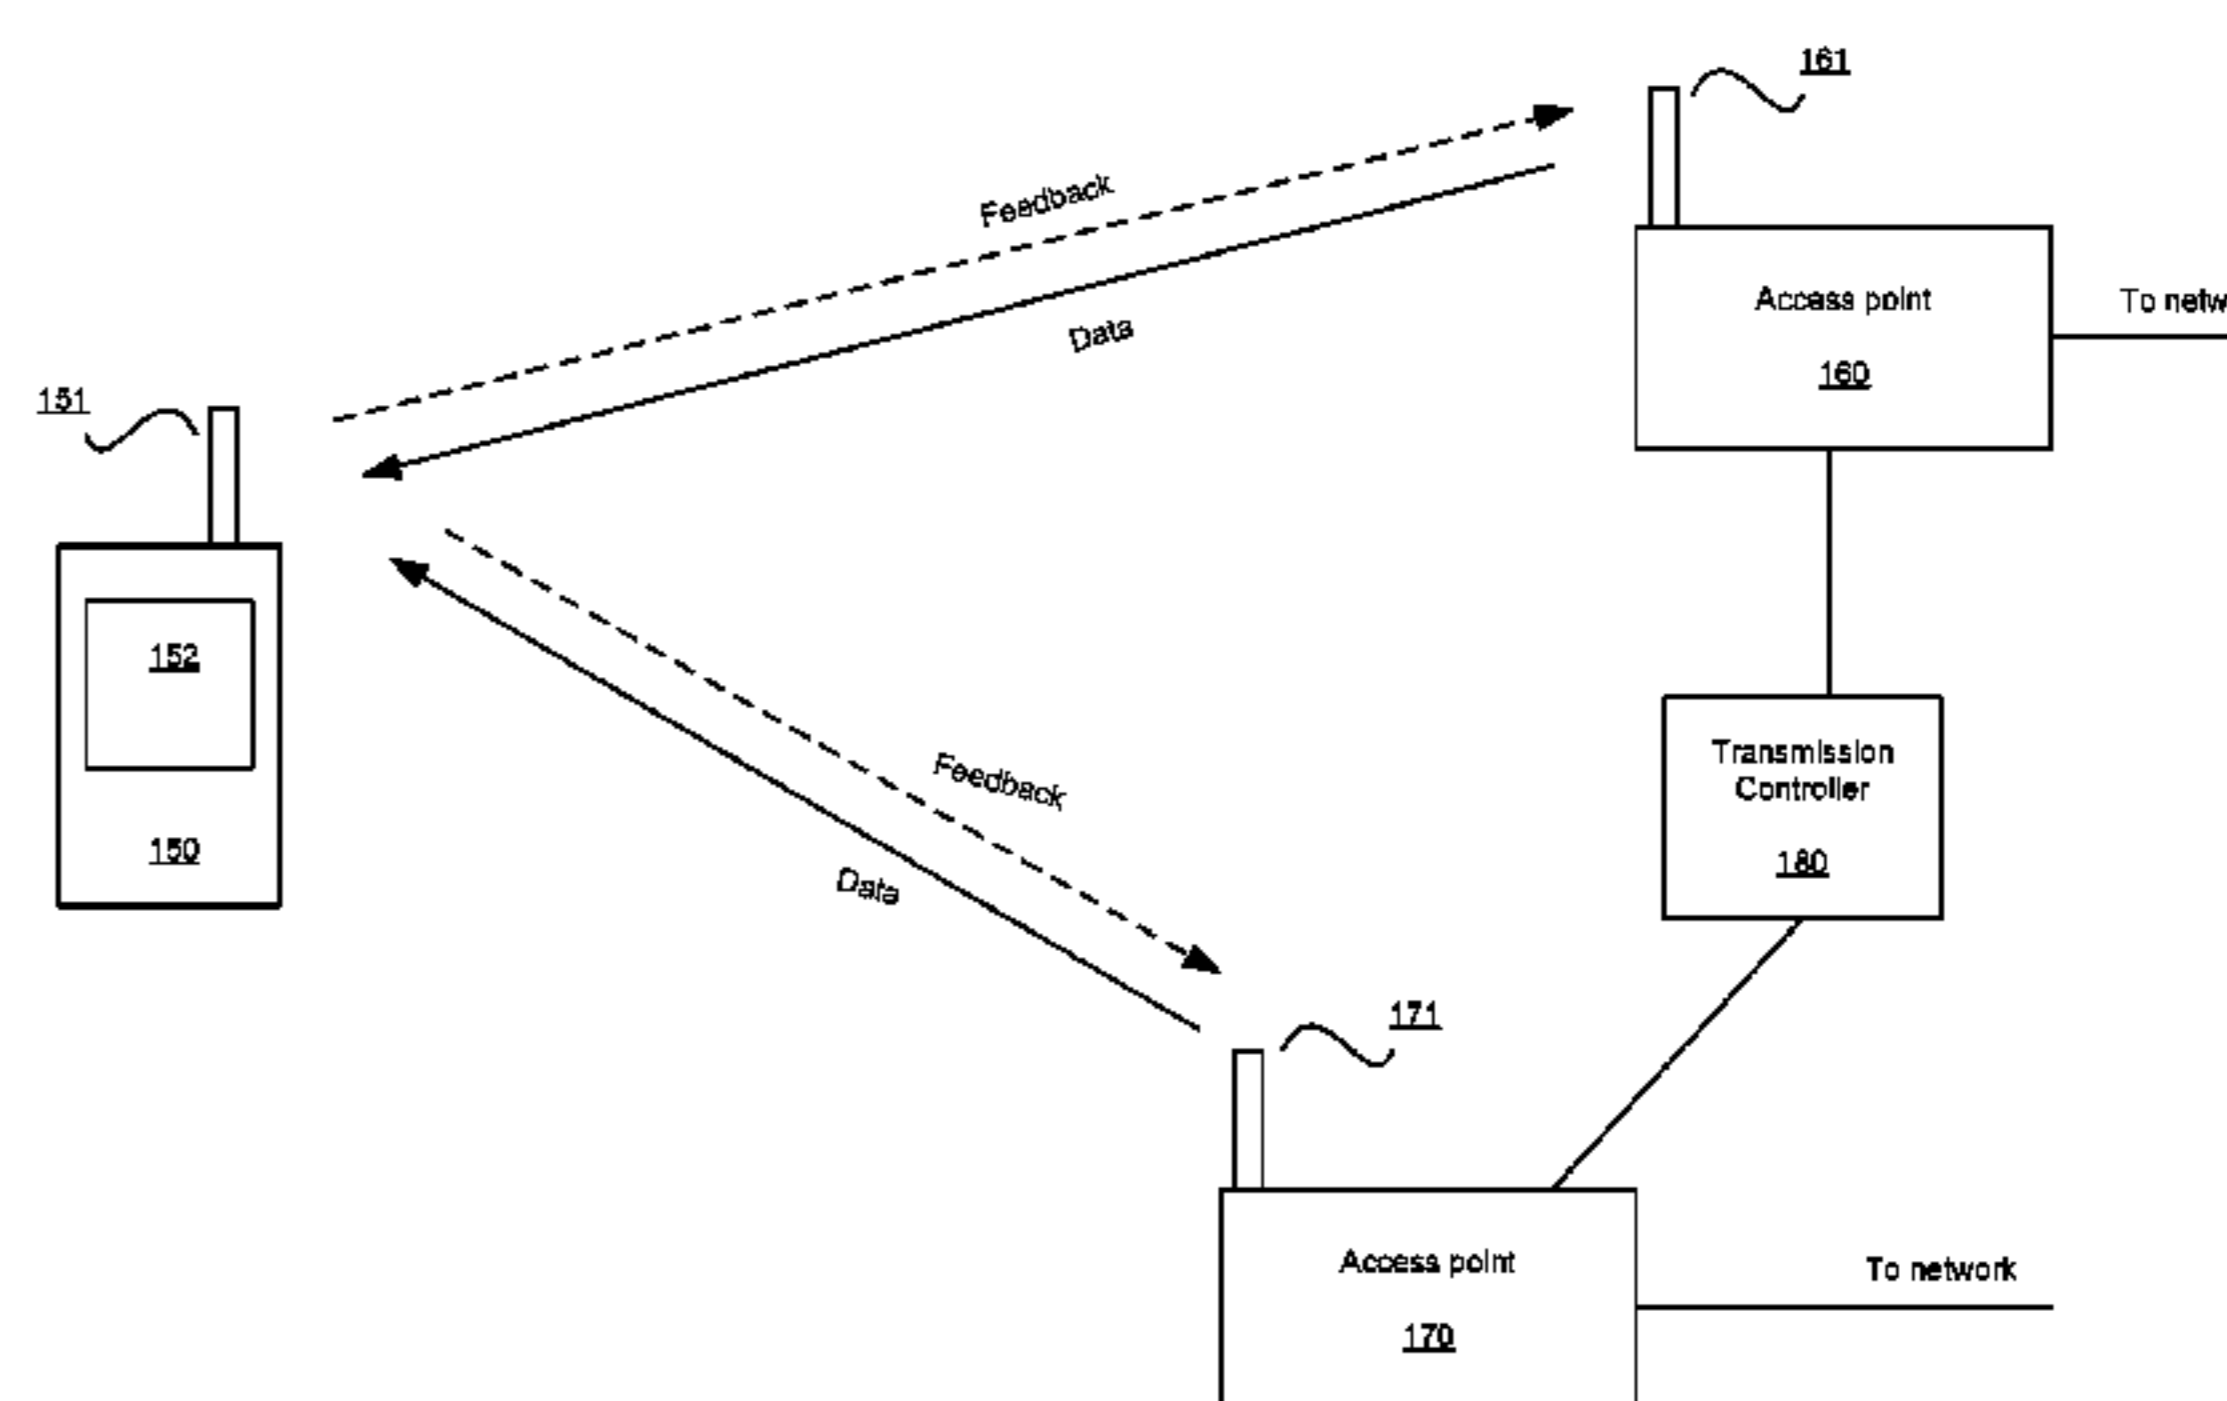 161
Feedback
Access point
To netw
Data
160
151
152
Transmission
Controller
Feedback
150
180
Data
171
Access point
To network
170